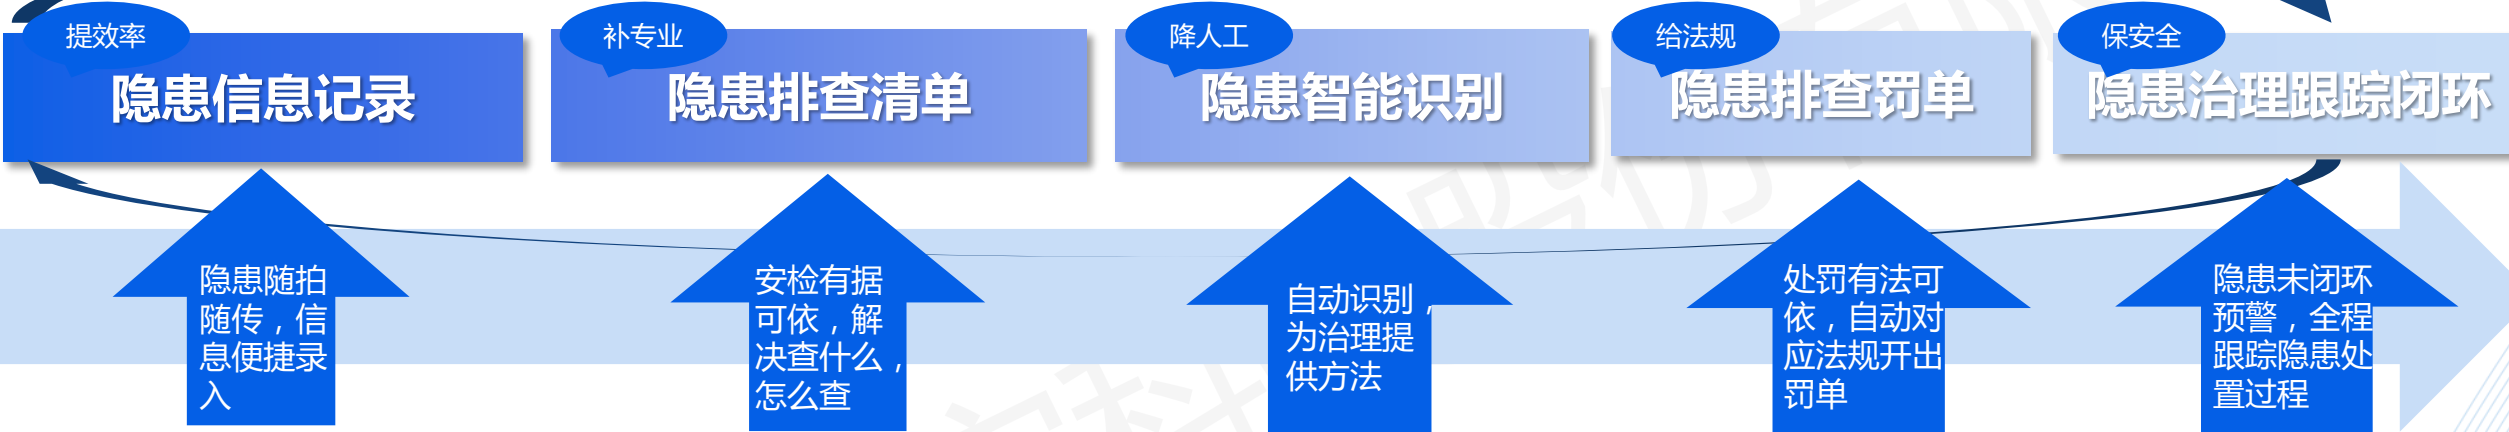 提效率
补专业
降人工
给法规
保安全
隐患信息记录
隐患排查清单
隐患智能识别
隐患排查罚单
隐患治理跟踪闭环
隐患随拍
随传，信
息便捷录
入
安检有据
可依，解
决查什么，
怎么查
自动识别，
为治理提
供方法
处罚有法可
依，自动对
应法规开出
罚单
隐患未闭环
预警，全程
跟踪隐患处
置过程